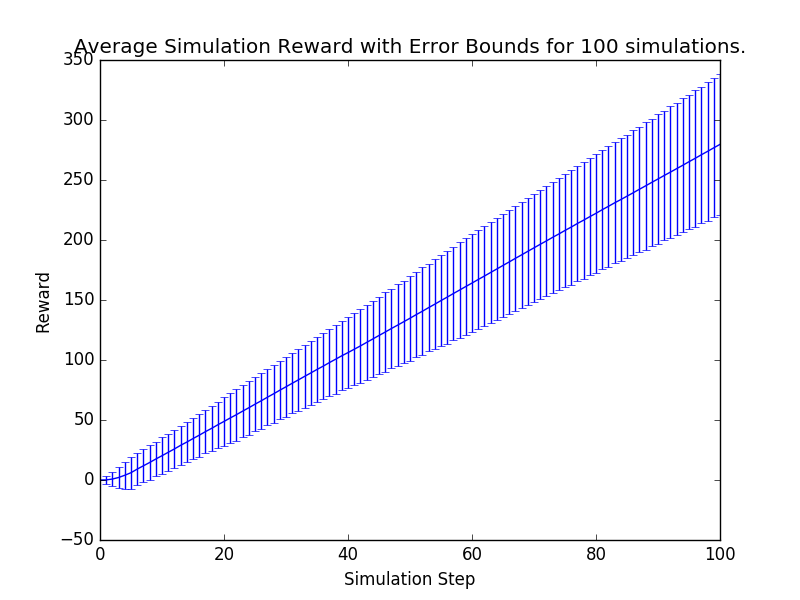 Average Simulation Reward with Error Bounds for 100 simulations.
350
300
250
200
150
100
50
0
−50
Reward
0 20 40 60 80 100
Simulation Step